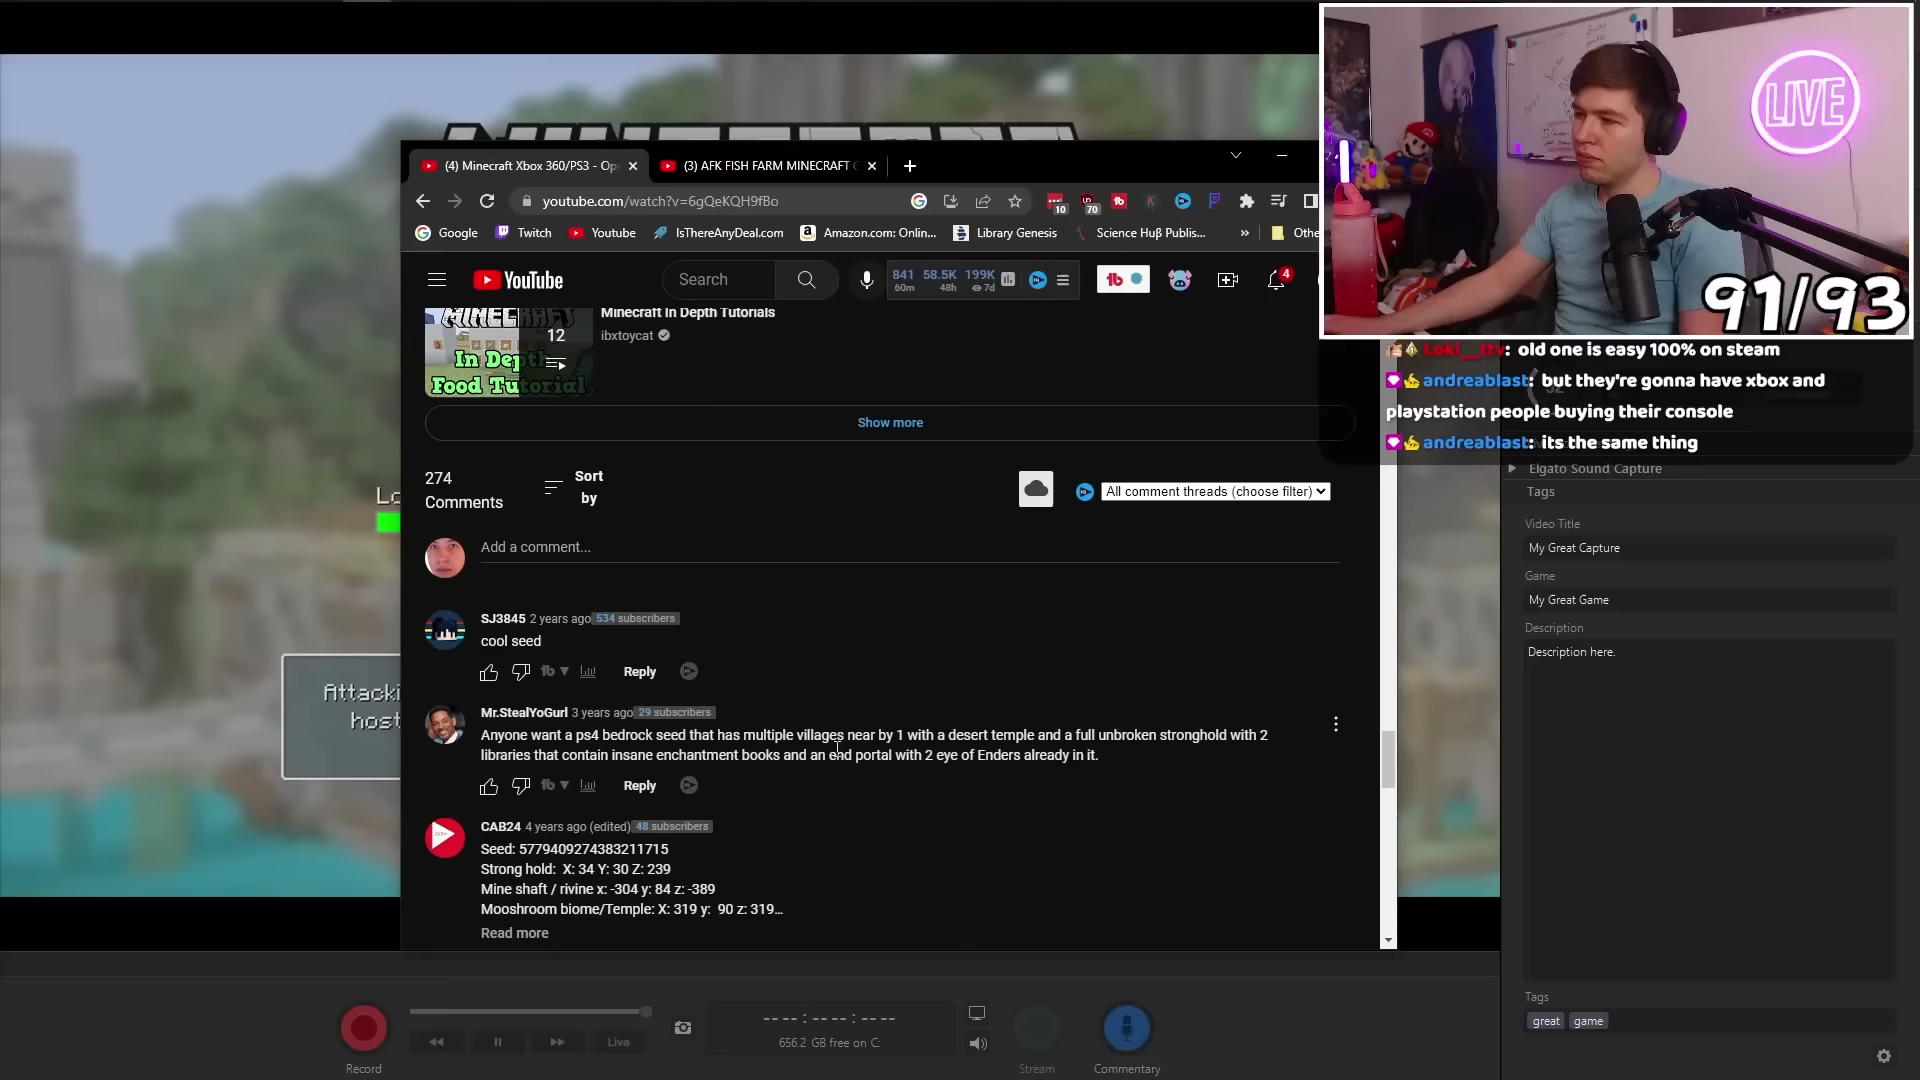 (4) Minecraft Xbox 360/PS3 - Op
(3) AFK FISH FARM MINECRAFT C
youtube.com/watch?v=6gQeKQH9fBo
10
70
Google
Twitch
YouTube
IsThereAnyDeal.com
Amazon.com: Onlin...
Library Genesis
Science Huβ Publis...
»
Othe
YouTube
Search
841 58.5K 199K
60m 48h 7d
tb
4
MINECRAFT
In Depth
Food Tutorial
12
Minecraft In Depth Tutorials
ibxtoycat
Show more
274
Comments
Sort
by
All comment threads (choose filter)
Add a comment...
SJ3845 2 years ago 534 subscribers
cool seed
Reply
Mr.StealYoGurl 3 years ago 29 subscribers
Anyone want a ps4 bedrock seed that has multiple villages near by 1 with a desert temple and a full unbroken stronghold with 2
libraries that contain insane enchantment books and an end portal with 2 eye of Enders already in it.
Reply
CAB24 4 years ago (edited) 48 subscribers
Seed: 5779409274383211715
Strong hold: X: 34 Y: 30 Z: 239
Mine shaft / rivine x: -304 y: 84 z: -389
Mooshroom biome/Temple: X: 319 y: 90 z: 319...
Read more
Lo
Attacki
host
LIVE
91/93
Loki__ttv: old one is easy 100% on steam
andreablast: but they're gonna have xbox and
playstation people buying their console
andreablast: its the same thing
Elgato Sound Capture
Tags
Video Title
My Great Capture
Game
My Great Game
Description
Description here.
Tags
great
game
Record
Live
-- -- : -- -- : -- --
656.2 GB free on C:
Stream
Commentary